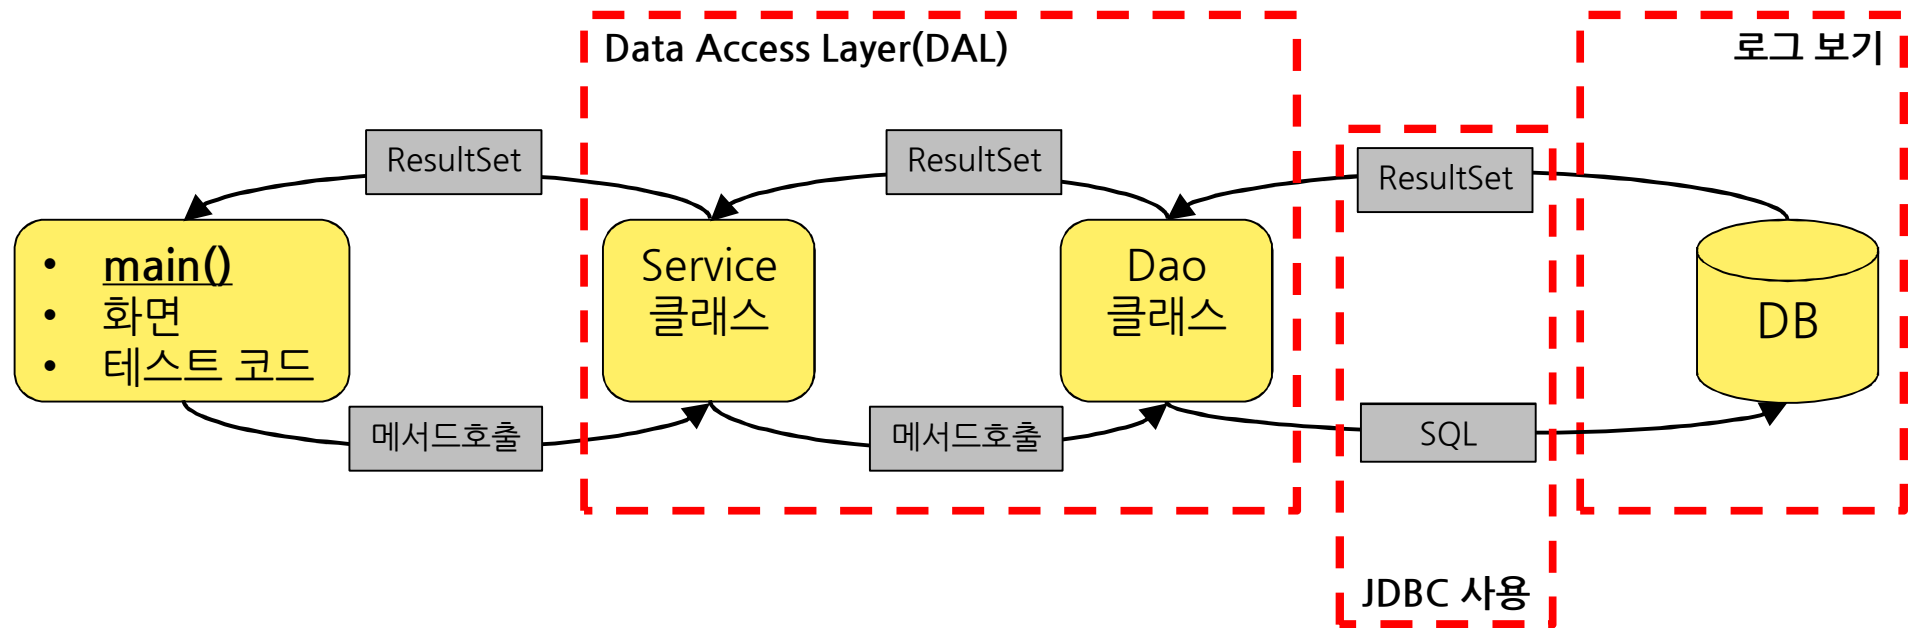 Data Access Layer(DAL)
로그 보기
ResultSet
ResultSet
ResultSet
• main()
• 화면
• 테스트 코드
Service
클래스
Dao
클래스
DB
메서드호출
메서드호출
SQL
JDBC 사용